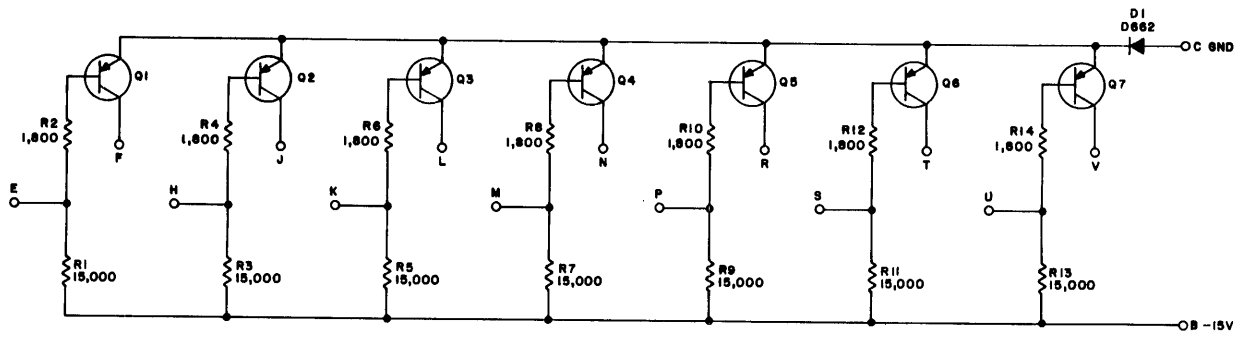 D1
D662
C GND
Q1
Q2
Q3
Q4
Q5
Q6
Q7
R2
1,800
R4
1,800
R6
1,800
R8
1,800
R10
1,800
R12
1,800
R14
1,800
F
J
L
N
R
T
V
E
H
K
M
P
S
U
R1
15,000
R3
15,000
R5
15,000
R7
15,000
R9
15,000
R11
15,000
R13
15,000
B -15V